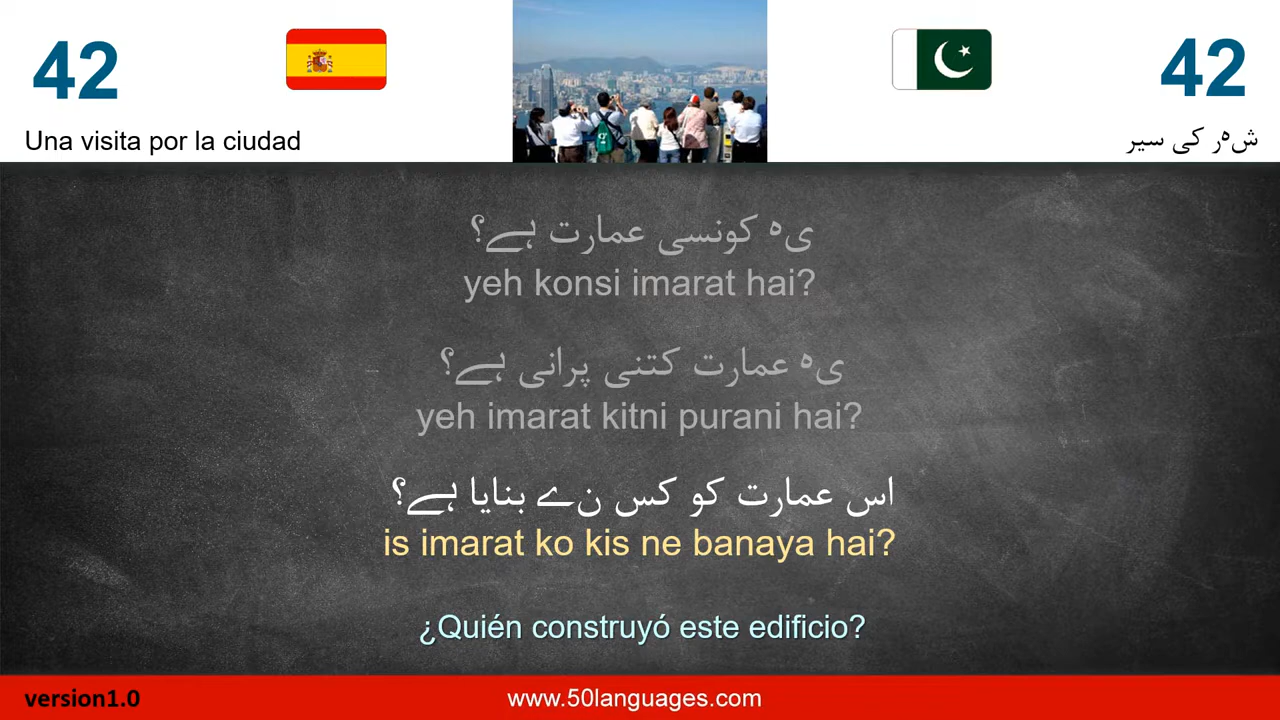 42
42
Una visita por la ciudad
شہر کی سیر
یہ کونسی عمارت ہے؟
yeh konsi imarat hai?
یہ عمارت کتنی پرانی ہے؟
yeh imarat kitni purani hai?
اس عمارت کو کس نے بنایا ہے؟
is imarat ko kis ne banaya hai?
¿Quién construyó este edificio?
version1.0
www.50languages.com